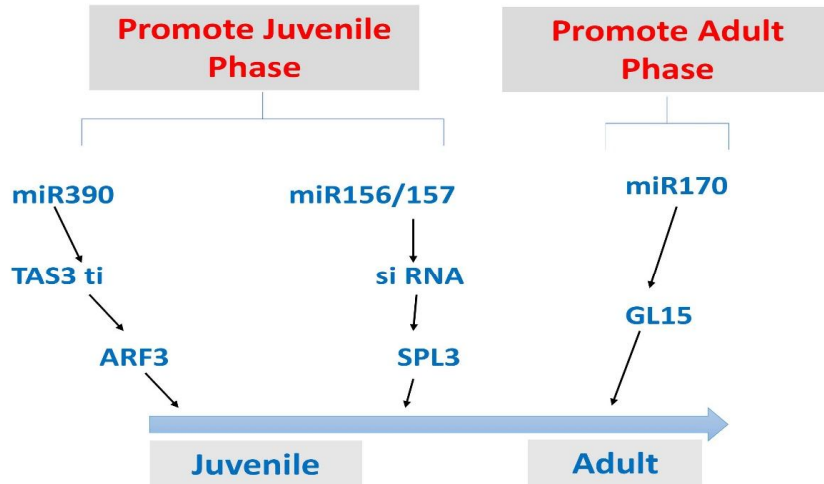 Promote Juvenile
Phase
Promote Adult
Phase
miR390
miR156/157
miR170
TAS3 ti
si RNA
GL15
ARF3
SPL3
Juvenile
Adult